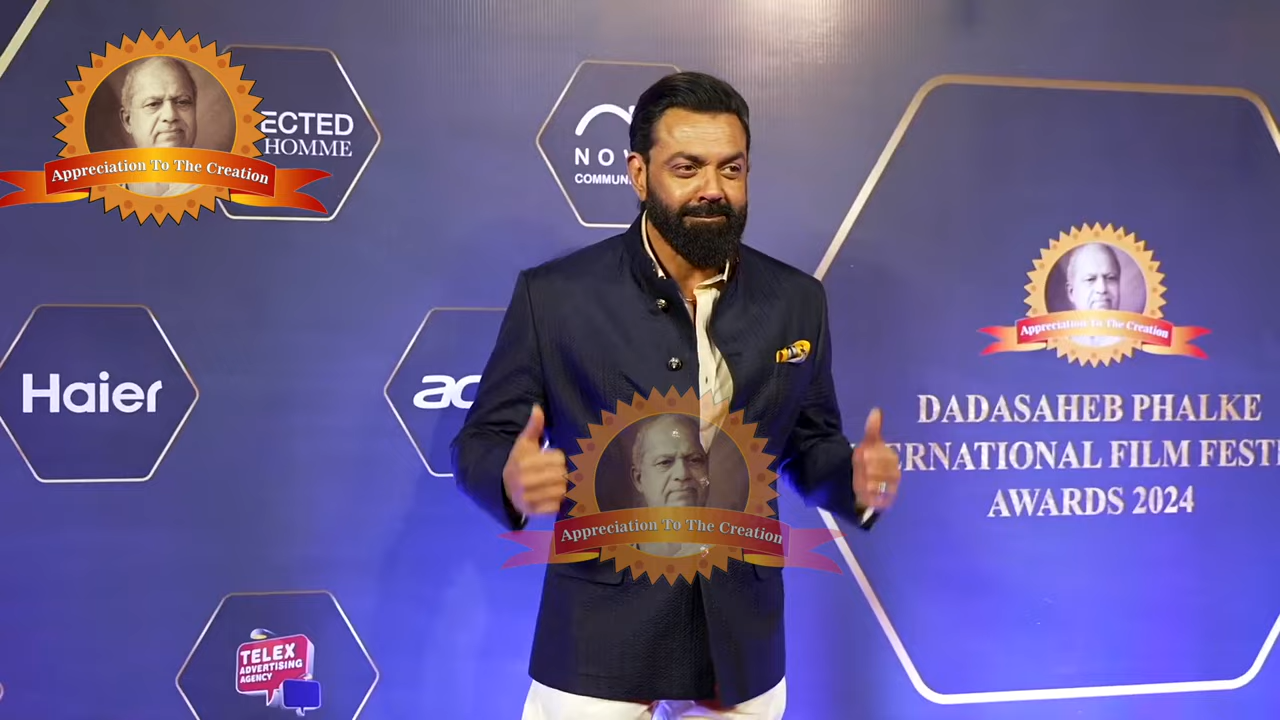 Appreciation To The Creation
ECTED
HOMME
NOW
COMMUN
Haier
ac
Appreciation To The Creation
DADASAHEB PHALKE
ERNATIONAL FILM FESTI
AWARDS 2024
Appreciation To The Creation
TELEX
ADVERTISING
AGENCY